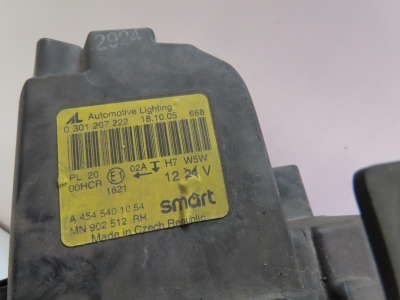 2924
AL Automotive Lighting
0 301 207 222 18.10.05 668
PL 20 02A H7 W5W
00HCR E1 12 24 V
1621
A 454 540 10 54 smart
MN 902 512 RH
Made in Czech Republic